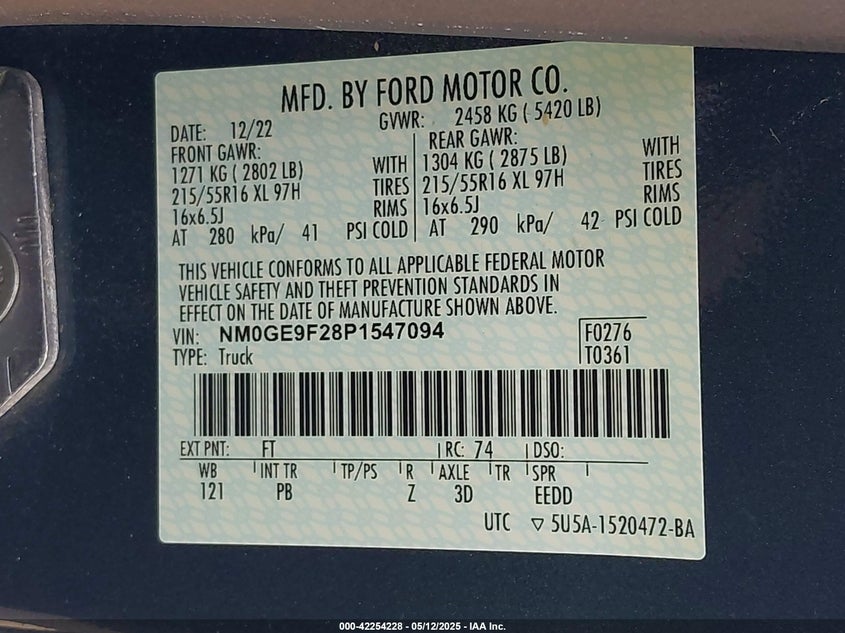 MFD. BY FORD MOTOR CO.
DATE: 12/22 GVWR: 2458 KG ( 5420 LB)
FRONT GAWR: REAR GAWR:
1271 KG ( 2802 LB) WITH 1304 KG ( 2875 LB) WITH
215/55R16 XL 97H TIRES 215/55R16 XL 97H TIRES
16x6.5J RIMS 16x6.5J RIMS
AT 280 kPa/ 41 PSI COLD AT 290 kPa/ 42 PSI COLD
THIS VEHICLE CONFORMS TO ALL APPLICABLE FEDERAL MOTOR
VEHICLE SAFETY AND THEFT PREVENTION STANDARDS IN
EFFECT ON THE DATE OF MANUFACTURE SHOWN ABOVE.
VIN: NM0GE9F28P1547094 F0276
TYPE: Truck T0361
EXT PNT: FT RC: 74 DSO:
WB INT TR TP/PS R AXLE TR SPR
121 PB Z 3D EEDD
UTC ▽ 5U5A-1520472-BA
000-42254228 - 05/12/2025 - IAA Inc.